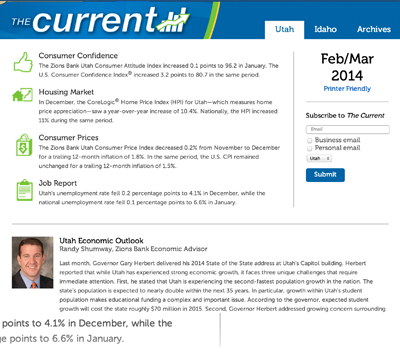 THE current
Utah
Idaho
Archives
Consumer Confidence
The Zions Bank Utah Consumer Attitude Index increased 0.1 points to 96.2 in January. The
U.S. Consumer Confidence Index® increased 3.2 points to 80.7 in the same period.
Housing Market
In December, the CoreLogic® Home Price Index (HPI) for Utah—which measures home
price appreciation—saw a year-over-year increase of 10.4%. Nationally, the HPI increased
11% during the same period.
Consumer Prices
The Zions Bank Utah Consumer Price Index decreased 0.2% from November to December
for a trailing 12-month inflation of 1.8%. In the same period, the U.S. CPI remained
unchanged for a trailing 12-month inflation of 1.5%.
Job Report
Utah's unemployment rate fell 0.2 percentage points to 4.1% in December, while the
national unemployment rate fell 0.1 percentage points to 6.6% in January.
Feb/Mar
2014
Printer Friendly
Subscribe to The Current
Email
Business email
Personal email
Utah
Submit
Utah Economic Outlook
Randy Shumway, Zions Bank Economic Advisor
Last month, Governor Gary Herbert delivered his 2014 State of the State address at Utah's Capitol building. Herbert
reported that while Utah has experienced strong economic growth, it faces three unique challenges that require
immediate attention. First, he stated that Utah is experiencing the second-fastest population growth in the nation. The
state's population is expected to nearly double within the next 35 years. In particular, growth within Utah's student
population makes educational funding a complex and important issue. According to the governor, expected student
growth will cost the state roughly $70 million in 2015. Second, Governor Herbert addressed growing concern surrounding
points to 4.1% in December, while the
ge points to 6.6% in January.